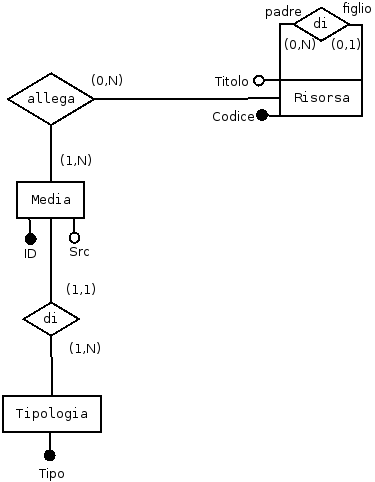 padre
figlio
di
(0,N)
(0,1)
(0,N)
Titolo
allega
Risorsa
Codice
(1,N)
Media
ID
Src
(1,1)
di
(1,N)
Tipologia
Tipo